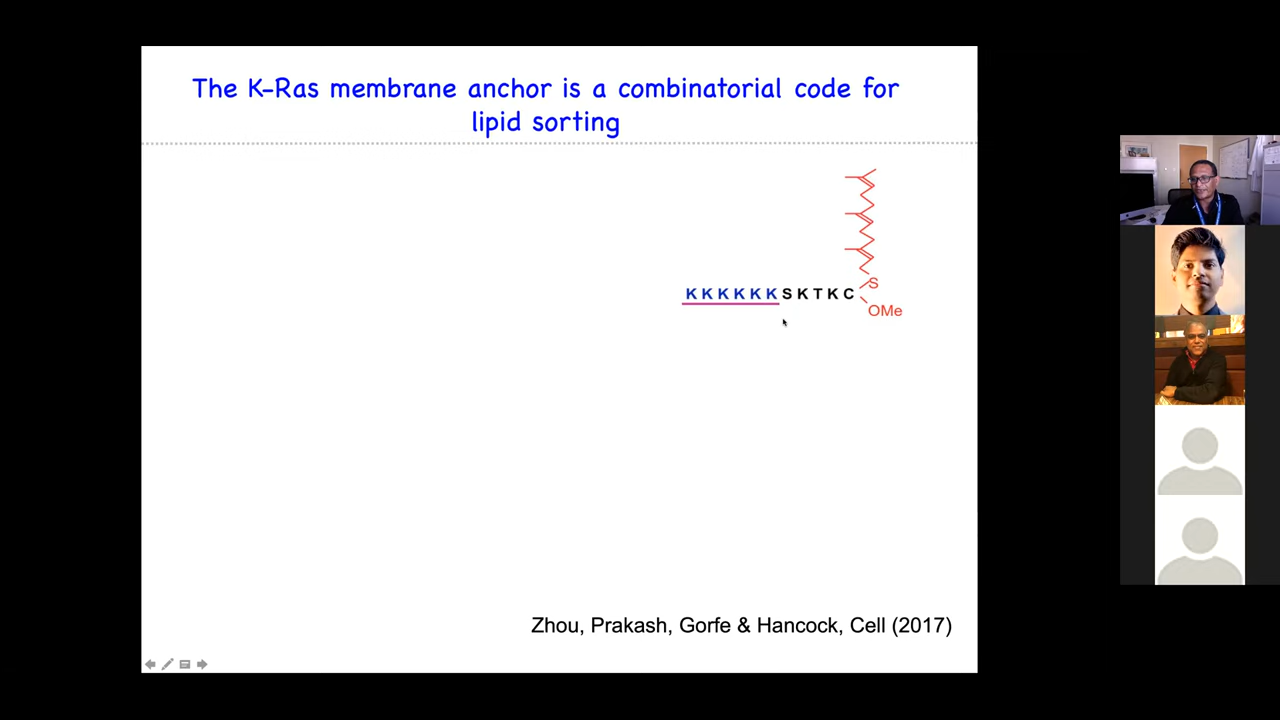 The K-Ras membrane anchor is a combinatorial code for
lipid sorting
S
K K K K K K S K T K C
OMe
Zhou, Prakash, Gorfe & Hancock, Cell (2017)